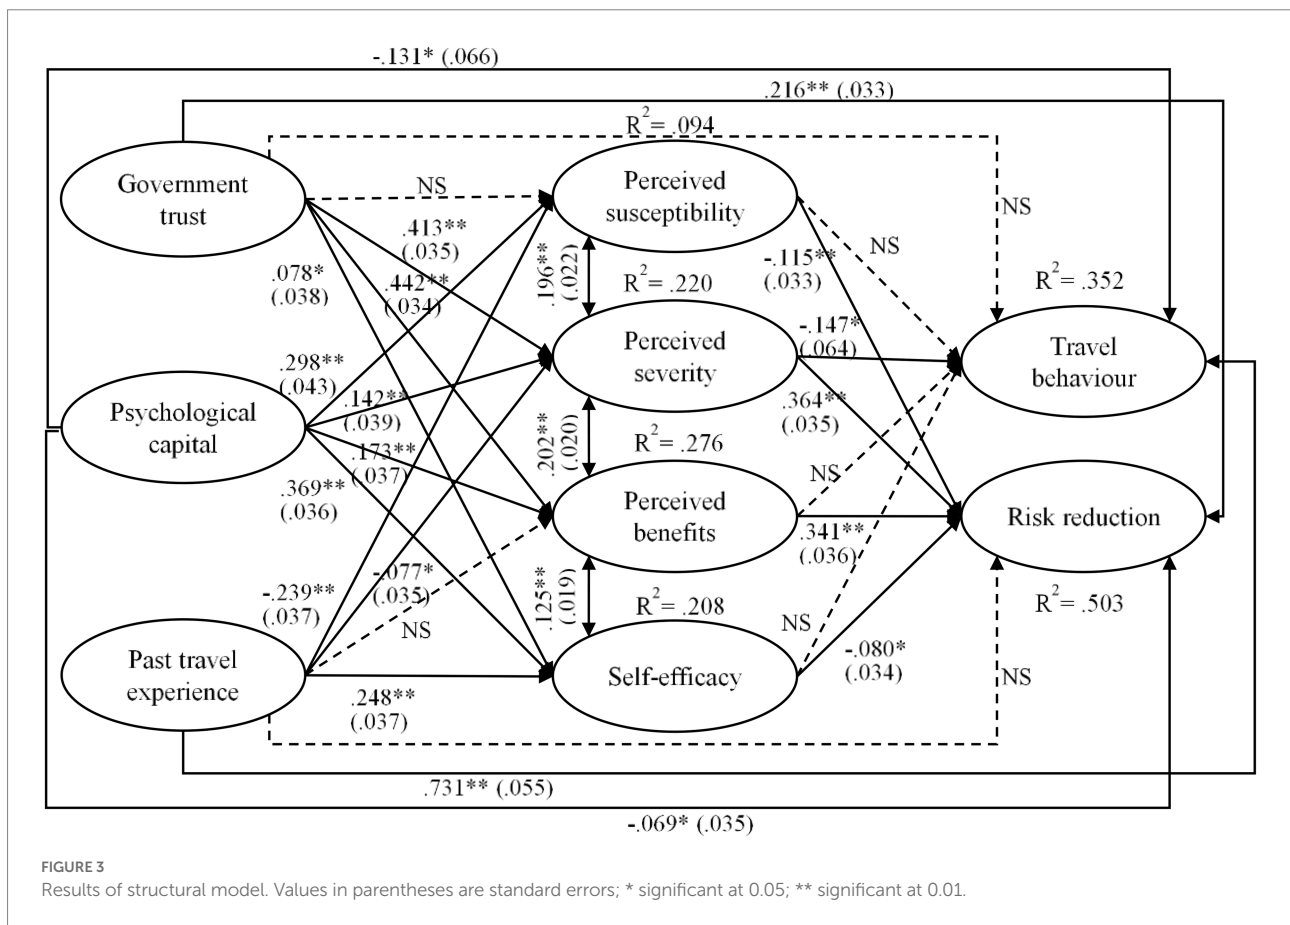 -.131* (.066)
.216** (.033)
R2= .094
Government
trust
NS
Perceived
susceptibility
NS
NS
.413**
(.035)
.078*
(.038)
.442**
(.034)
.196**
(.022)
-.115**
(.033)
R2= .220
R2= .352
Perceived
severity
-.147*
(.064)
Travel
behaviour
.298**
(.043)
.142**
(.039)
Psychological
capital
.364**
(.035)
.202**
(.020)
R2= .276
.173**
(.037)
NS
.369**
(.036)
Perceived
benefits
Risk reduction
.341**
(.036)
-.077*
(.035)
-.239**
(.037)
.125**
(.019)
R2= .208
R2= .503
NS
NS
Past travel
experience
Self-efficacy
-.080*
(.034)
NS
.248**
(.037)
.731** (.055)
-.069* (.035)
FIGURE 3
Results of structural model. Values in parentheses are standard errors; * significant at 0.05; ** significant at 0.01.